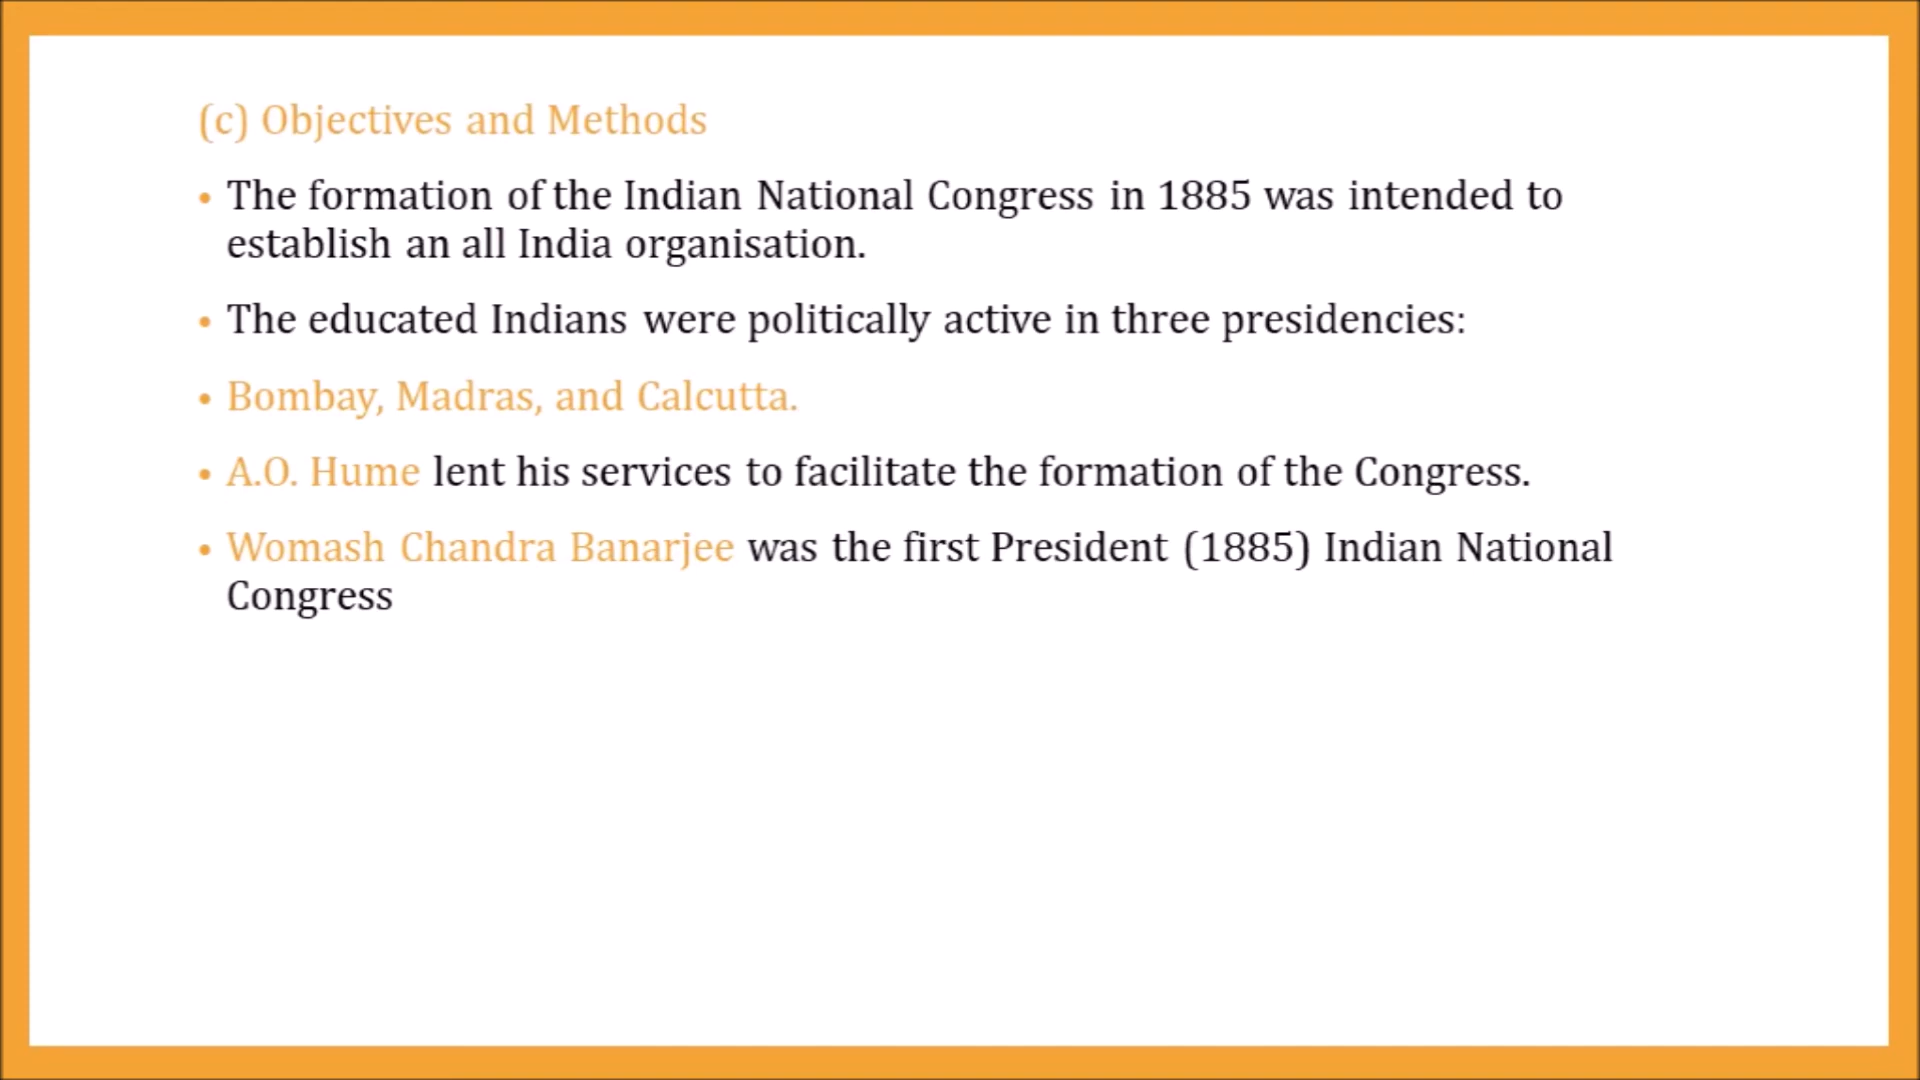 (c) Objectives and Methods
• The formation of the Indian National Congress in 1885 was intended to
establish an all India organisation.
• The educated Indians were politically active in three presidencies:
• Bombay, Madras, and Calcutta.
• A.O. Hume lent his services to facilitate the formation of the Congress.
• Womash Chandra Banarjee was the first President (1885) Indian National
Congress